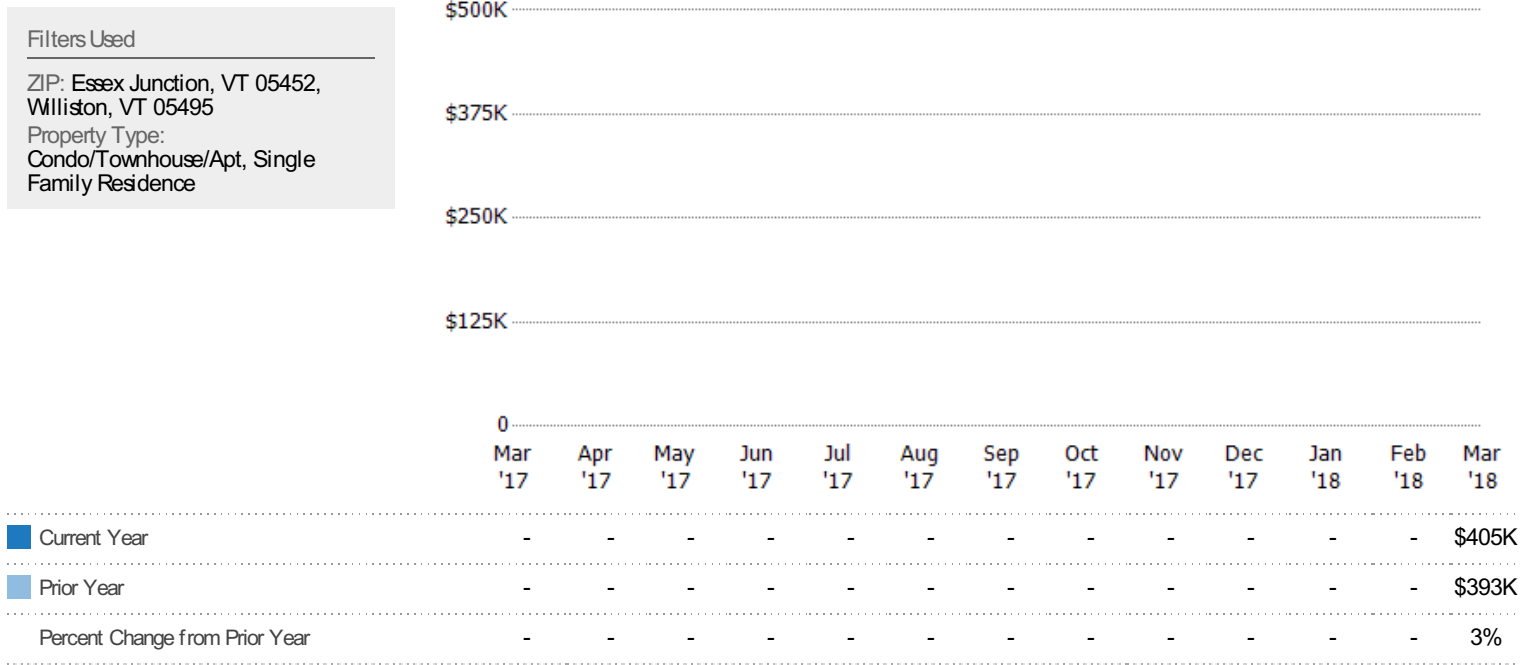 Filters Used
ZIP: Essex Junction, VT 05452,
Williston, VT 05495
Property Type:
Condo/Townhouse/Apt, Single
Family Residence
$500K
$375K
$250K
$125K
0
Mar Apr May Jun Jul Aug Sep Oct Nov Dec Jan Feb Mar
'17 '17 '17 '17 '17 '17 '17 '17 '17 '17 '18 '18 '18
Current Year - - - - - - - - - - - - $405K
Prior Year - - - - - - - - - - - - $393K
Percent Change from Prior Year - - - - - - - - - - - - 3%